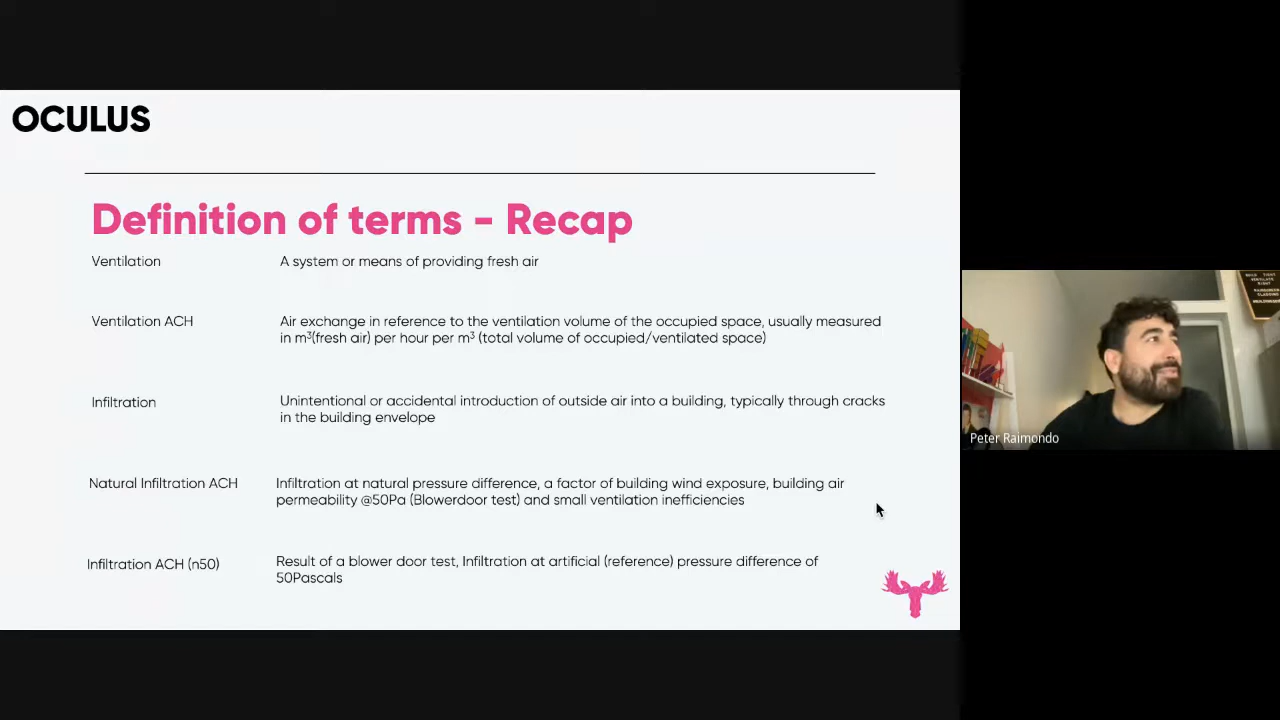 OCULUS
Definition of terms - Recap
Ventilation
A system or means of providing fresh air
Ventilation ACH
Air exchange in reference to the ventilation volume of the occupied space, usually measured
in m³(fresh air) per hour per m³ (total volume of occupied/ventilated space)
Infiltration
Unintentional or accidental introduction of outside air into a building, typically through cracks
in the building envelope
Natural Infiltration ACH
Infiltration at natural pressure difference, a factor of building wind exposure, building air
permeability @50Pa (Blowerdoor test) and small ventilation inefficiencies
Infiltration ACH (n50)
Result of a blower door test, Infiltration at artificial (reference) pressure difference of
50Pascals
BUILD TIGHT
VENTILATE
RIGHT
Peter Raimondo